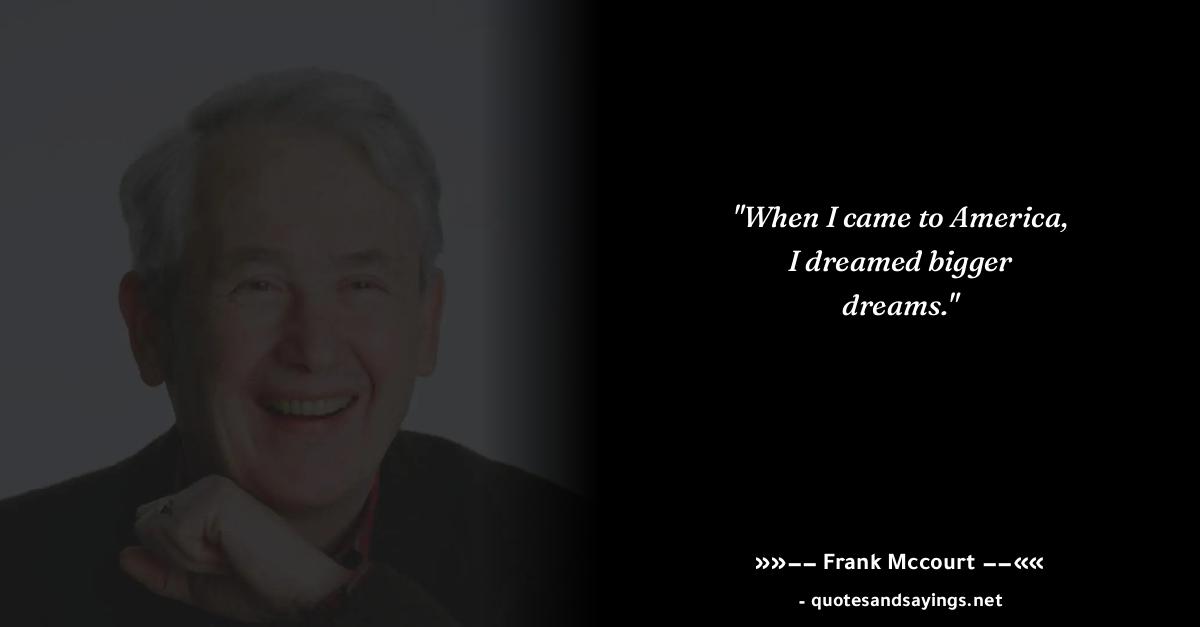 "When I came to America,
I dreamed bigger
dreams."
»»–– Frank Mccourt ––««
- quotesandsayings.net